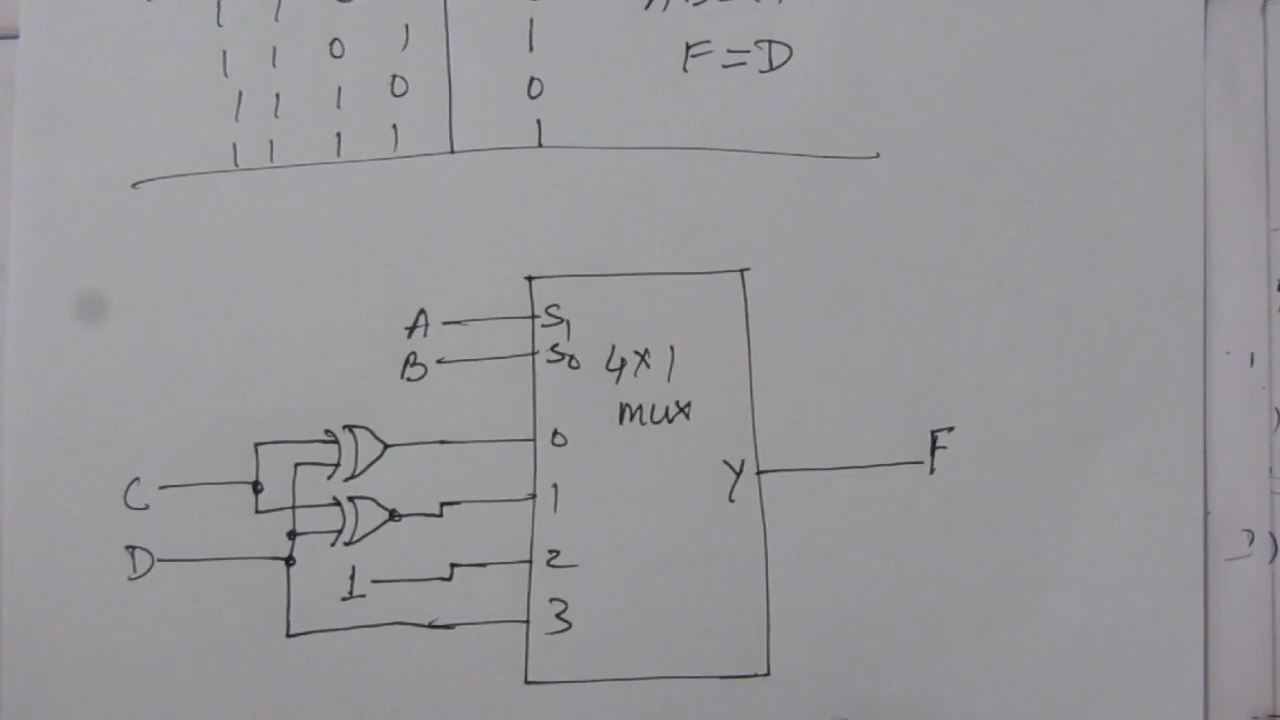 1 1 0 1 1
F=D
1 1 1 0 0
1 1 1 1 1
A S1
B S0 4x1
mux
0
C 1 Y F
D 2
1
3